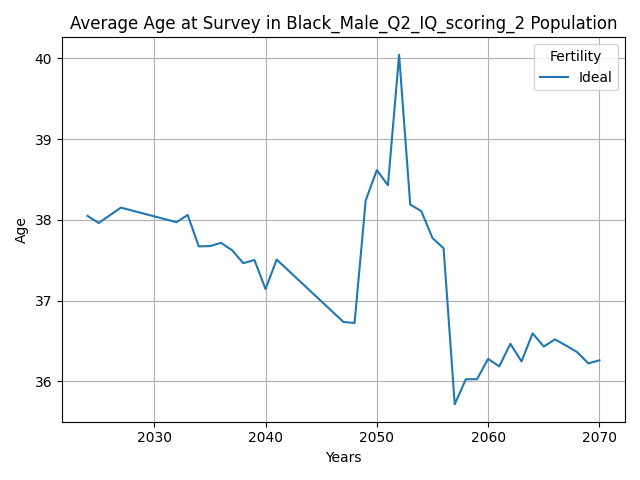 Average Age at Survey in Black_Male_Q2_IQ_scoring_2 Population
Fertility
Ideal
40
39
38
37
36
Age
2030 2040 2050 2060 2070
Years